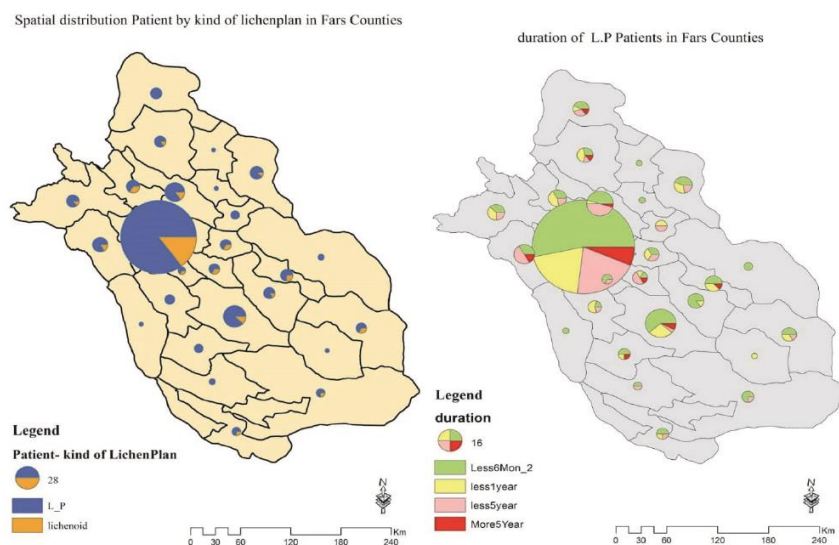 Spatial distribution Patient by kind of lichenplan in Fars Counties
Legend
Patient- kind of LichenPlan
28
L_P
lichenoid
N
0 30 60 120 180 240
Km
duration of L.P Patients in Fars Counties
Legend
duration
16
Less6Mon_2
less1year
less5year
More5Year
N
0 30 60 120 180 240
Km